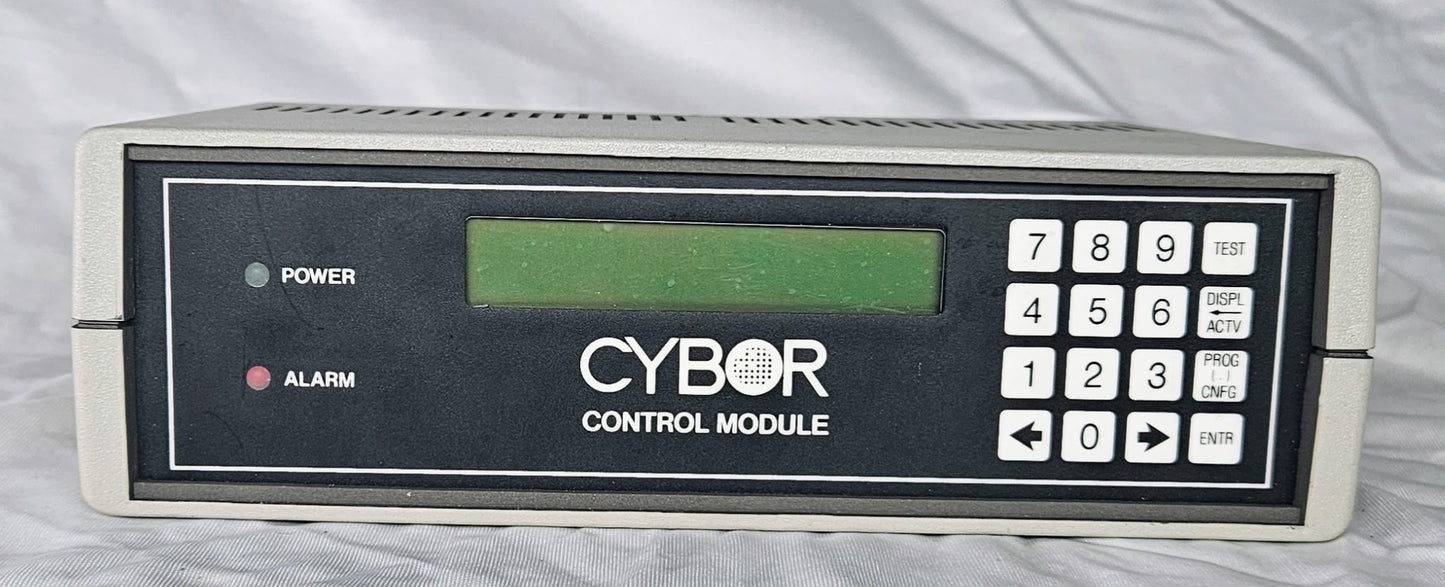 POWER
ALARM
CYBOR
CONTROL MODULE
7 8 9 TEST
4 5 6 DISPL
ACTV
1 2 3 PROG
(.)
CNFG
0 ENTR